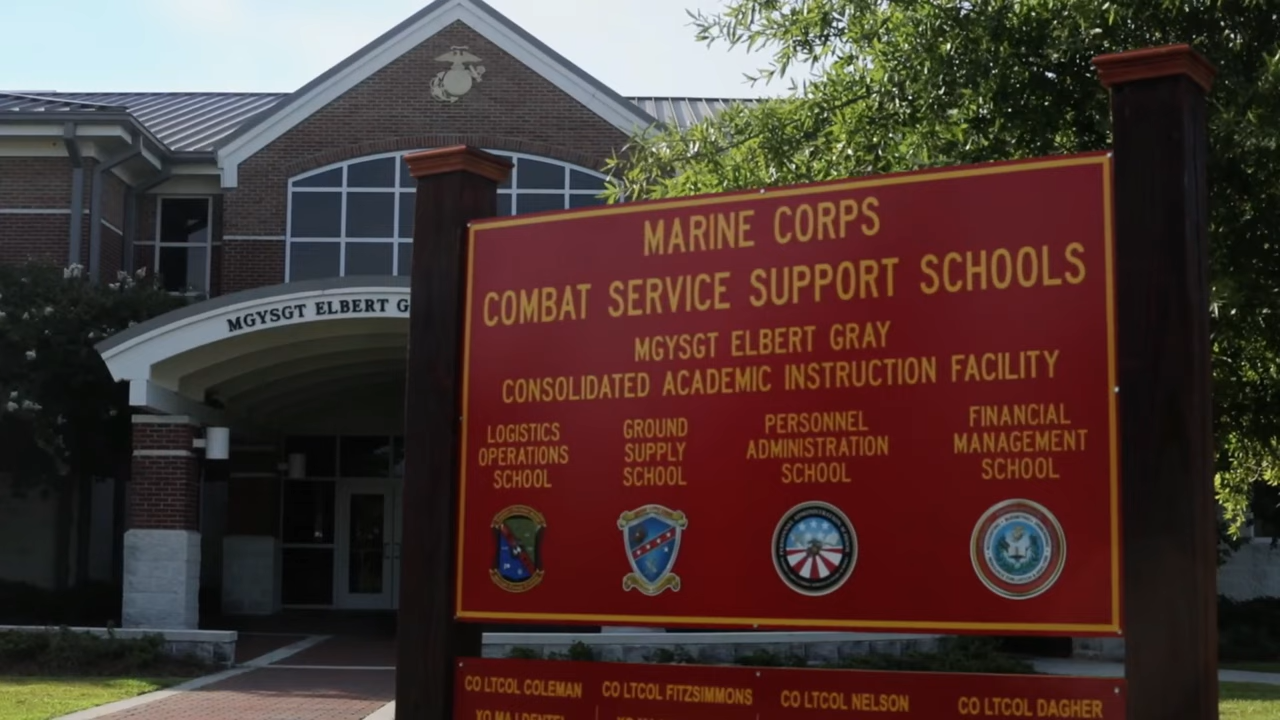 MGYSGT ELBERT G
MARINE CORPS
COMBAT SERVICE SUPPORT SCHOOLS
MGYSGT ELBERT GRAY
CONSOLIDATED ACADEMIC INSTRUCTION FACILITY
LOGISTICS
OPERATIONS
SCHOOL
GROUND
SUPPLY
SCHOOL
PERSONNEL
ADMINISTRATION
SCHOOL
FINANCIAL
MANAGEMENT
SCHOOL
CO LTCOL COLEMAN
CO LTCOL FITZSIMMONS
CO LTCOL NELSON
CO LTCOL DAGHER